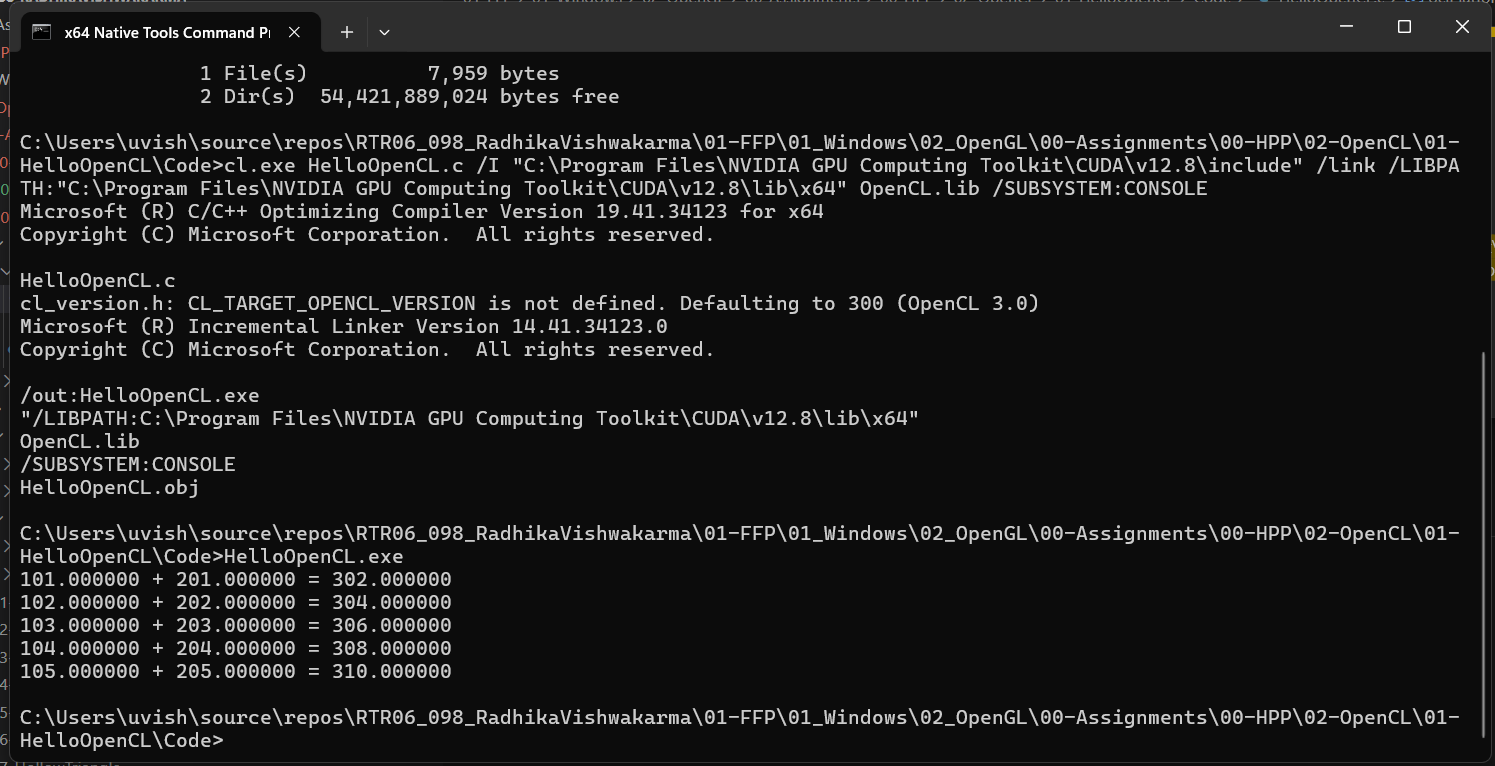 x64 Native Tools Command P
1 File(s) 7,959 bytes
2 Dir(s) 54,421,889,024 bytes free
C:\Users\uvish\source\repos\RTR06_098_RadhikaVishwakarma\01-FFP\01_Windows\02_OpenGL\00-Assignments\00-HPP\02-OpenCL\01-
HelloOpenCL\Code>cl.exe HelloOpenCL.c /I "C:\Program Files\NVIDIA GPU Computing Toolkit\CUDA\v12.8\include" /link /LIBPA
TH:"C:\Program Files\NVIDIA GPU Computing Toolkit\CUDA\v12.8\lib\x64" OpenCL.lib /SUBSYSTEM:CONSOLE
Microsoft (R) C/C++ Optimizing Compiler Version 19.41.34123 for x64
Copyright (C) Microsoft Corporation.  All rights reserved.
HelloOpenCL.c
cl_version.h: CL_TARGET_OPENCL_VERSION is not defined. Defaulting to 300 (OpenCL 3.0)
Microsoft (R) Incremental Linker Version 14.41.34123.0
Copyright (C) Microsoft Corporation.  All rights reserved.
/out:HelloOpenCL.exe
"/LIBPATH:C:\Program Files\NVIDIA GPU Computing Toolkit\CUDA\v12.8\lib\x64"
OpenCL.lib
/SUBSYSTEM:CONSOLE
HelloOpenCL.obj
C:\Users\uvish\source\repos\RTR06_098_RadhikaVishwakarma\01-FFP\01_Windows\02_OpenGL\00-Assignments\00-HPP\02-OpenCL\01-
HelloOpenCL\Code>HelloOpenCL.exe
101.000000 + 201.000000 = 302.000000
102.000000 + 202.000000 = 304.000000
103.000000 + 203.000000 = 306.000000
104.000000 + 204.000000 = 308.000000
105.000000 + 205.000000 = 310.000000
C:\Users\uvish\source\repos\RTR06_098_RadhikaVishwakarma\01-FFP\01_Windows\02_OpenGL\00-Assignments\00-HPP\02-OpenCL\01-
HelloOpenCL\Code>